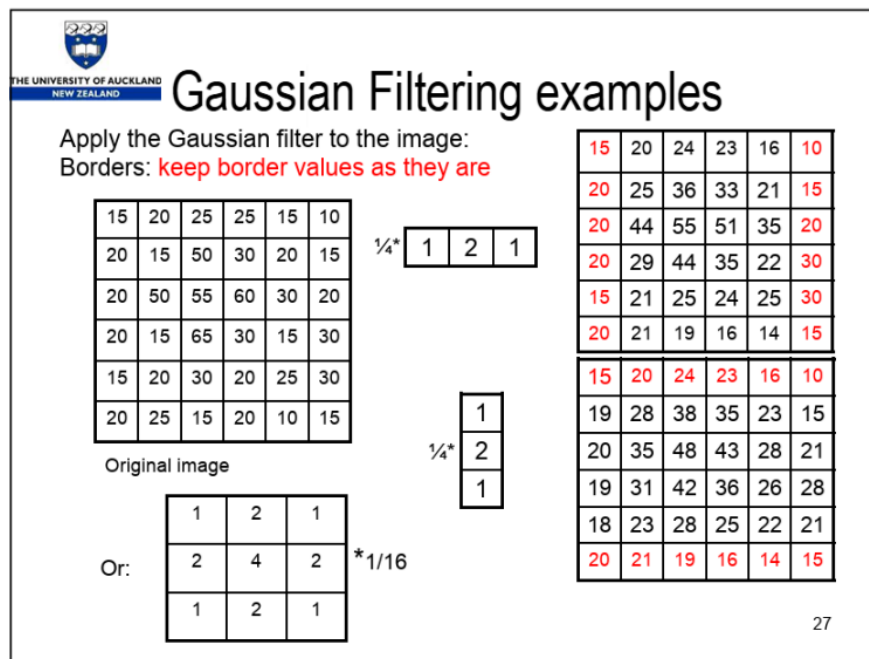 THE UNIVERSITY OF AUCKLAND
NEW ZEALAND
Gaussian Filtering examples
Apply the Gaussian filter to the image:
Borders: keep border values as they are
15 20 25 25 15 10
20 15 50 30 20 15
20 50 55 60 30 20
20 15 65 30 15 30
15 20 30 20 25 30
20 25 15 20 10 15
Original image
¼* 1 2 1
15 20 24 23 16 10
20 25 36 33 21 15
20 44 55 51 35 20
20 29 44 35 22 30
15 21 25 24 25 30
20 21 19 16 14 15
1
¼* 2
1
15 20 24 23 16 10
19 28 38 35 23 15
20 35 48 43 28 21
19 31 42 36 26 28
18 23 28 25 22 21
20 21 19 16 14 15
Or:
1 2 1
2 4 2 *1/16
1 2 1
27